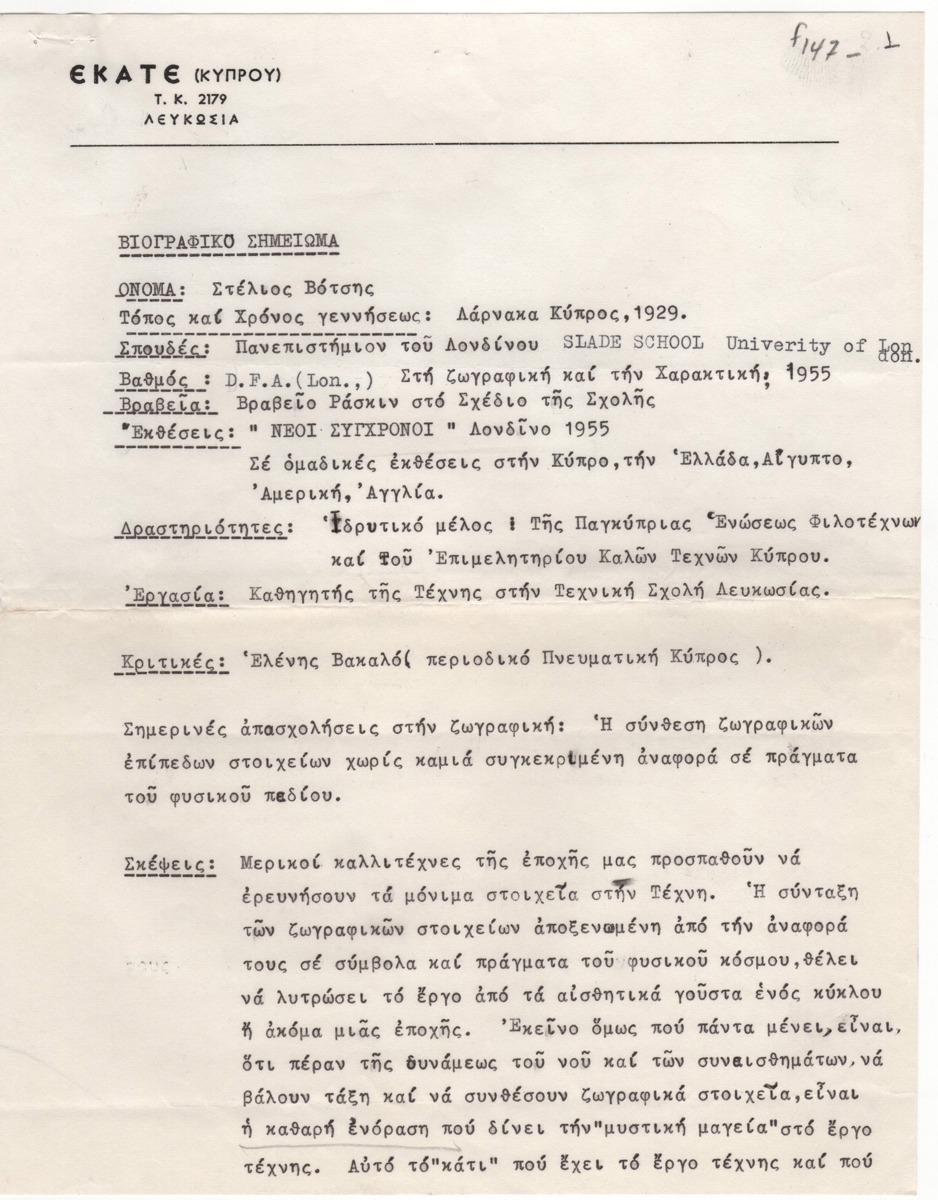 f147 - 1
ΕΚΑΤΕ (ΚΥΠΡΟΥ)
Τ. Κ. 2179
ΛΕΥΚΩΣΙΑ
ΒΙΟΓΡΑΦΙΚΟ ΣΗΜΕΙΩΜΑ
ΟΝΟΜΑ: Στέλιος Βότσης
Τόπος καί Χρόνος γεννήσεως: Λάρνακα Κύπρος,1929.
Σπουδές: Πανεπιστήμιον τοῦ Λονδίνου SLADE SCHOOL Univerity of Lon
don.
Βαθμός : D.F.A.(Lon.,) Στή ζωγραφική καί τήν Χαρακτική; 1955
Βραβεῖα: Βραβεῖο Ράσκιν στό Σχέδιο τῆς Σχολῆς
Ἐκθέσεις: " ΝΕΟΙ ΣΥΓΧΡΟΝΟΙ " Λονδῖνο 1955
Σέ ὁμαδικές ἐκθέσεις στήν Κύπρο,τήν Ἑλλάδα,Αἴγυπτο,
Ἀμερική,Ἀγγλία.
Δραστηριότητες: Ἱδρυτικό μέλος : Τῆς Παγκύπριας Ἑνώσεως Φιλοτέχνων
καί τοῦ Ἐπιμελητηρίου Καλῶν Τεχνῶν Κύπρου.
Ἐργασία: Καθηγητής τῆς Τέχνης στήν Τεχνική Σχολή Λευκωσίας.
Κριτικές: Ἑλένης Βακαλό( περιοδικό Πνευματική Κύπρος ).
Σημερινές ἀπασχολήσεις στήν ζωγραφική: Ἡ σύνθεση ζωγραφικῶν
ἐπίπεδων στοιχείων χωρίς καμιά συγκεκριμένη ἀναφορά σέ πράγματα
τοῦ φυσικοῦ πεδίου.
Σκέψεις: Μερικοί καλλιτέχνες τῆς ἐποχῆς μας προσπαθοῦν νά
ἐρευνήσουν τά μόνιμα στοιχεῖα στήν Τέχνη. Ἡ σύνταξη
τῶν ζωγραφικῶν στοιχείων ἀποξενωμένη ἀπό τήν ἀναφορά
τους σέ σύμβολα καί πράγματα τοῦ φυσικοῦ κόσμου,θέλει
νά λυτρώσει τό ἔργο ἀπό τά αἰσθητικά γοῦστα ἑνός κύκλου
ἤ ἀκόμα μιᾶς ἐποχῆς. Ἐκεῖνο ὅμως πού πάντα μένει,εἶναι,
ὅτι πέραν τῆς δυνάμεως τοῦ νοῦ καί τῶν συναισθημάτων,νά
βάλουν τάξη καί νά συνθέσουν ζωγραφικά στοιχεῖα,εἶναι
ἡ καθαρή ἐνόραση πού δίνει τήν"μυστική μαγεία"στό ἔργο
τέχνης. Αὐτό τό"κάτι" πού ἔχει τό ἔργο τέχνης καί πού